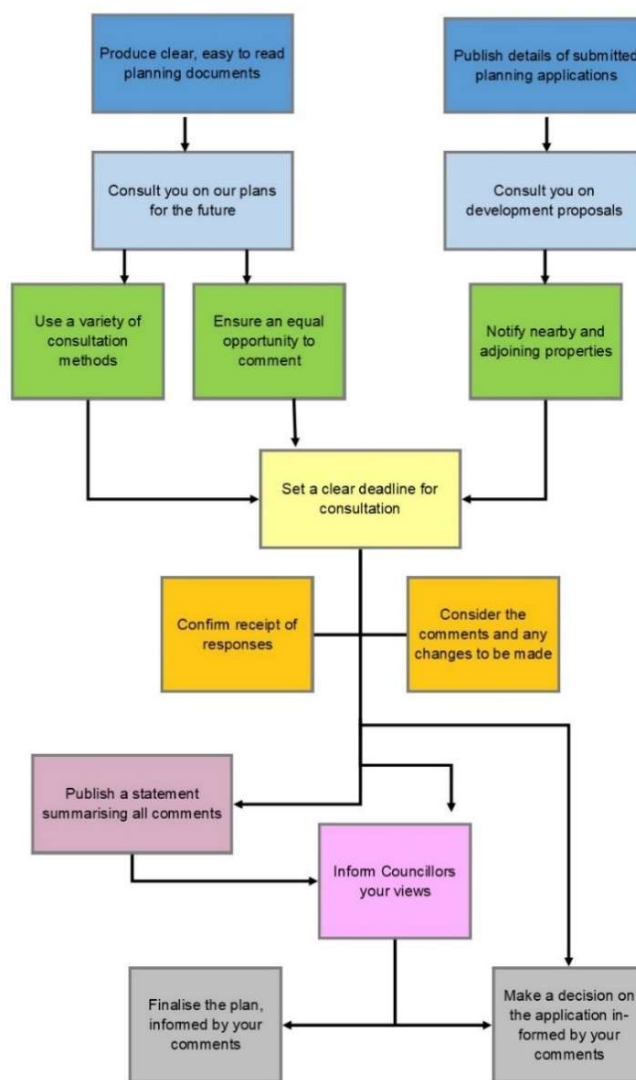 Produce clear, easy to read
planning documents
Publish details of submitted
planning applications
Consult you on our plans
for the future
Consult you on
development proposals
Use a variety of
consultation
methods
Ensure an equal
opportunity to
comment
Notify nearby and
adjoining properties
Set a clear deadline for
consultation
Confirm receipt of
responses
Consider the
comments and any
changes to be made
Publish a statement
summarising all comments
Inform Councillors
your views
Finalise the plan,
informed by your
comments
Make a decision on
the application in-
formed by your
comments